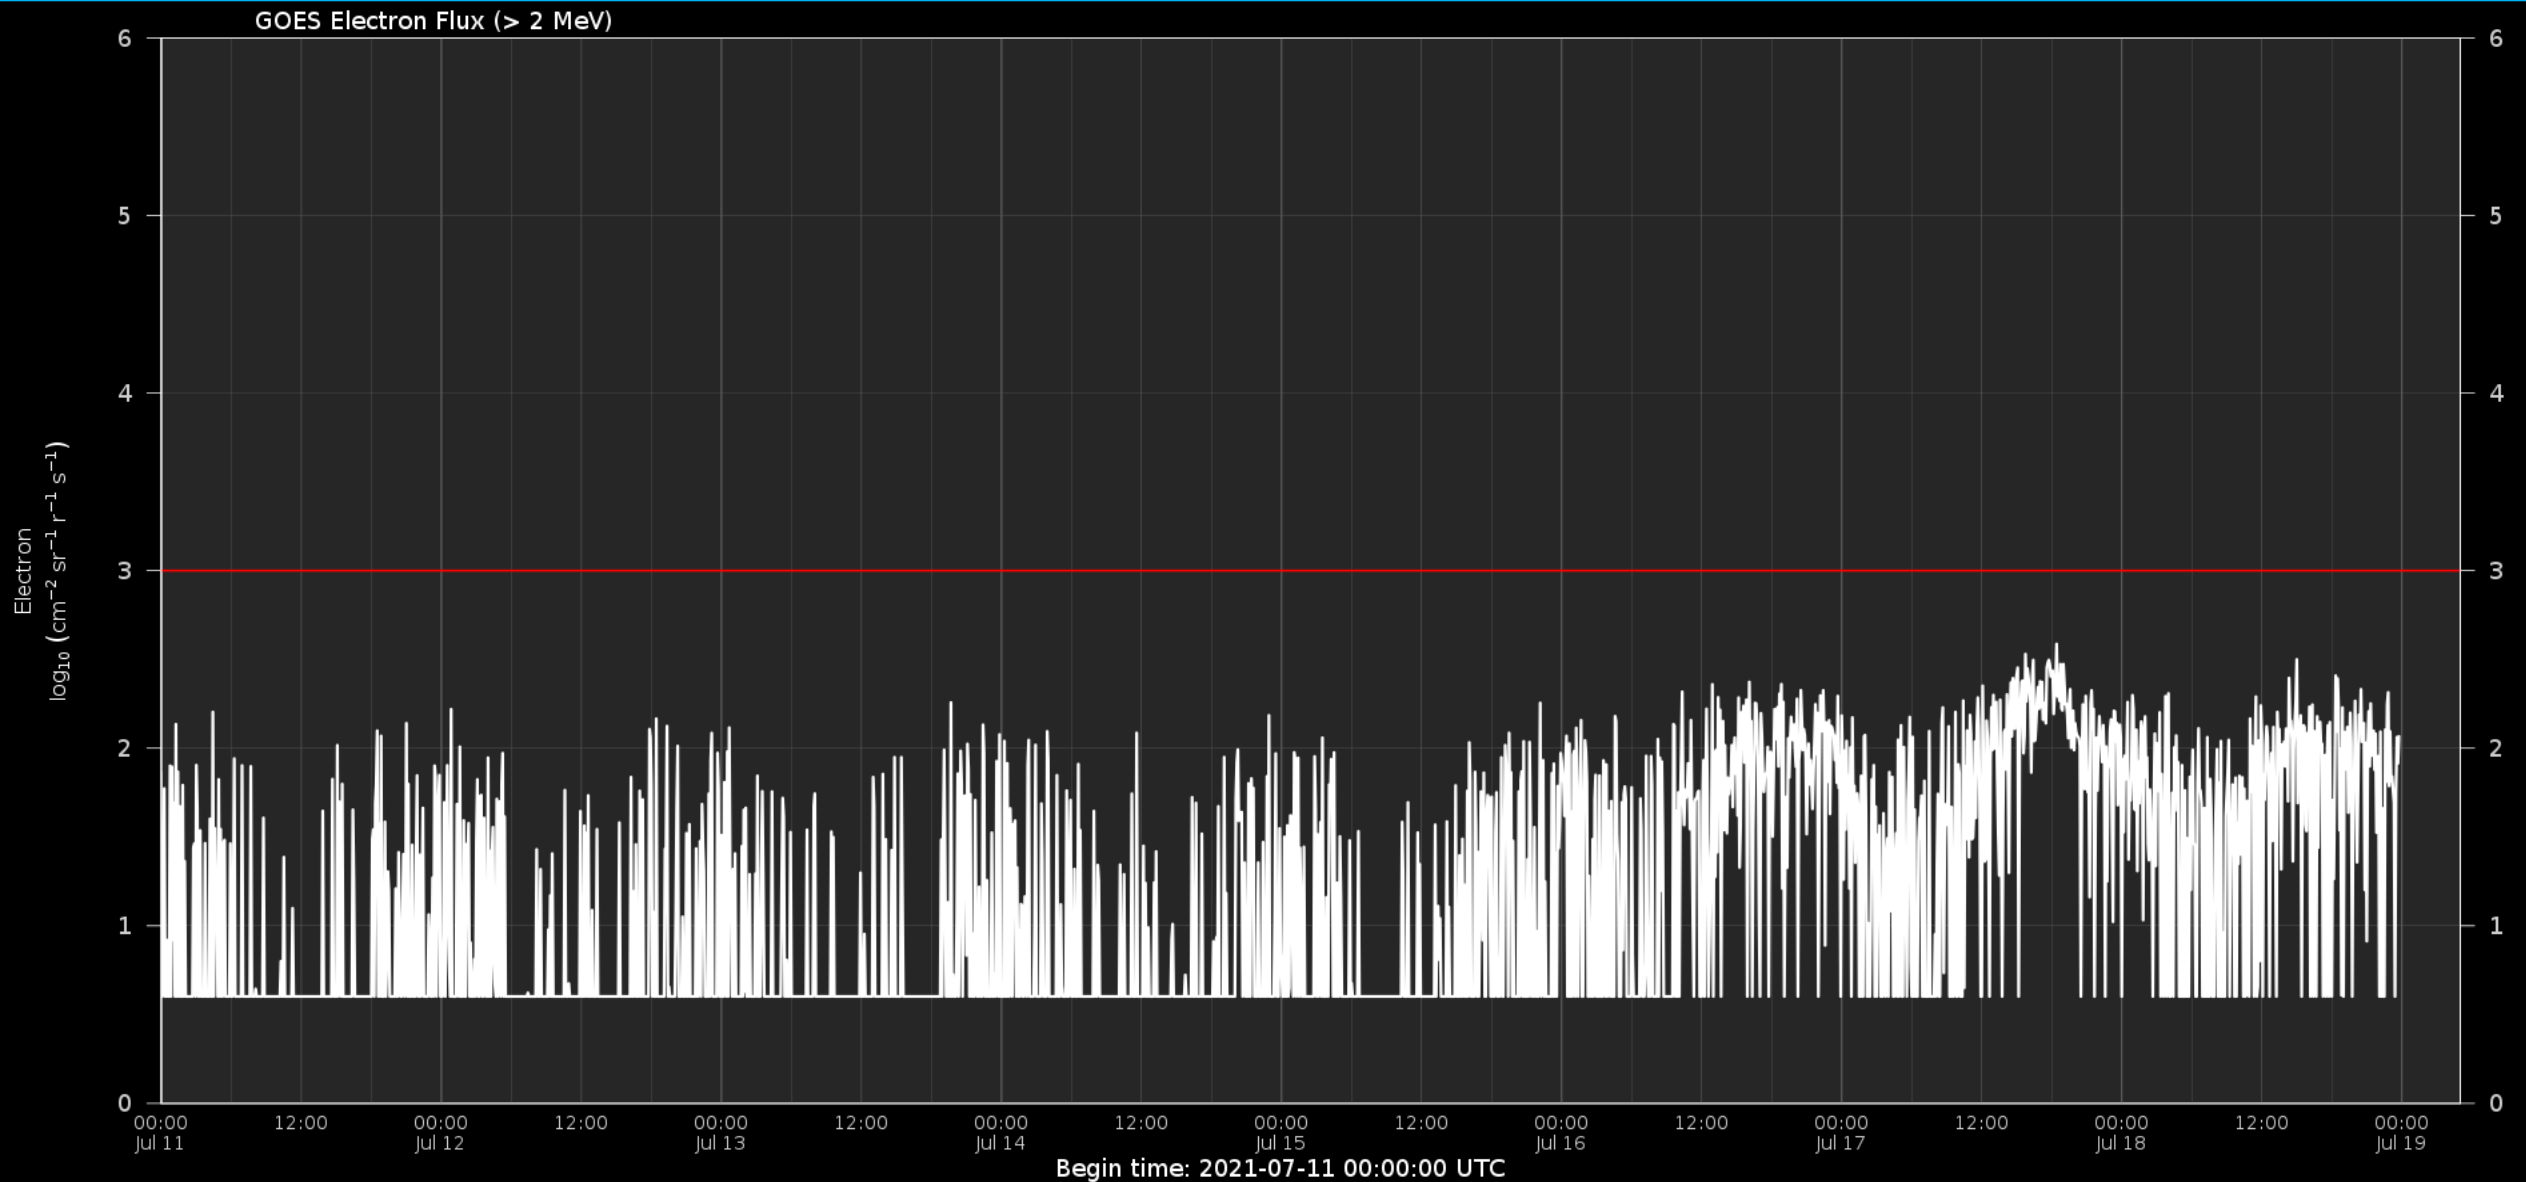 GOES Electron Flux (> 2 MeV)
6
5
4
3
2
1
0
6
5
4
3
2
1
0
Electron
log₁₀ (cm⁻² sr⁻¹ r⁻¹ s⁻¹)
00:00 12:00 00:00 12:00 00:00 12:00 00:00 12:00 00:00 12:00 00:00 12:00 00:00 12:00 00:00 12:00 00:00
Jul 11 Jul 12 Jul 13 Jul 14 Jul 15 Jul 16 Jul 17 Jul 18 Jul 19
Begin time: 2021-07-11 00:00:00 UTC